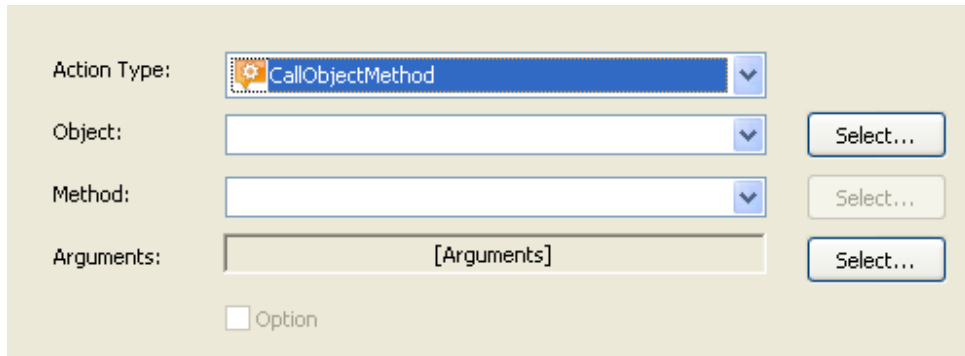 Action Type: CallObjectMethod
Object: Select...
Method: Select...
Arguments: [Arguments] Select...
Option